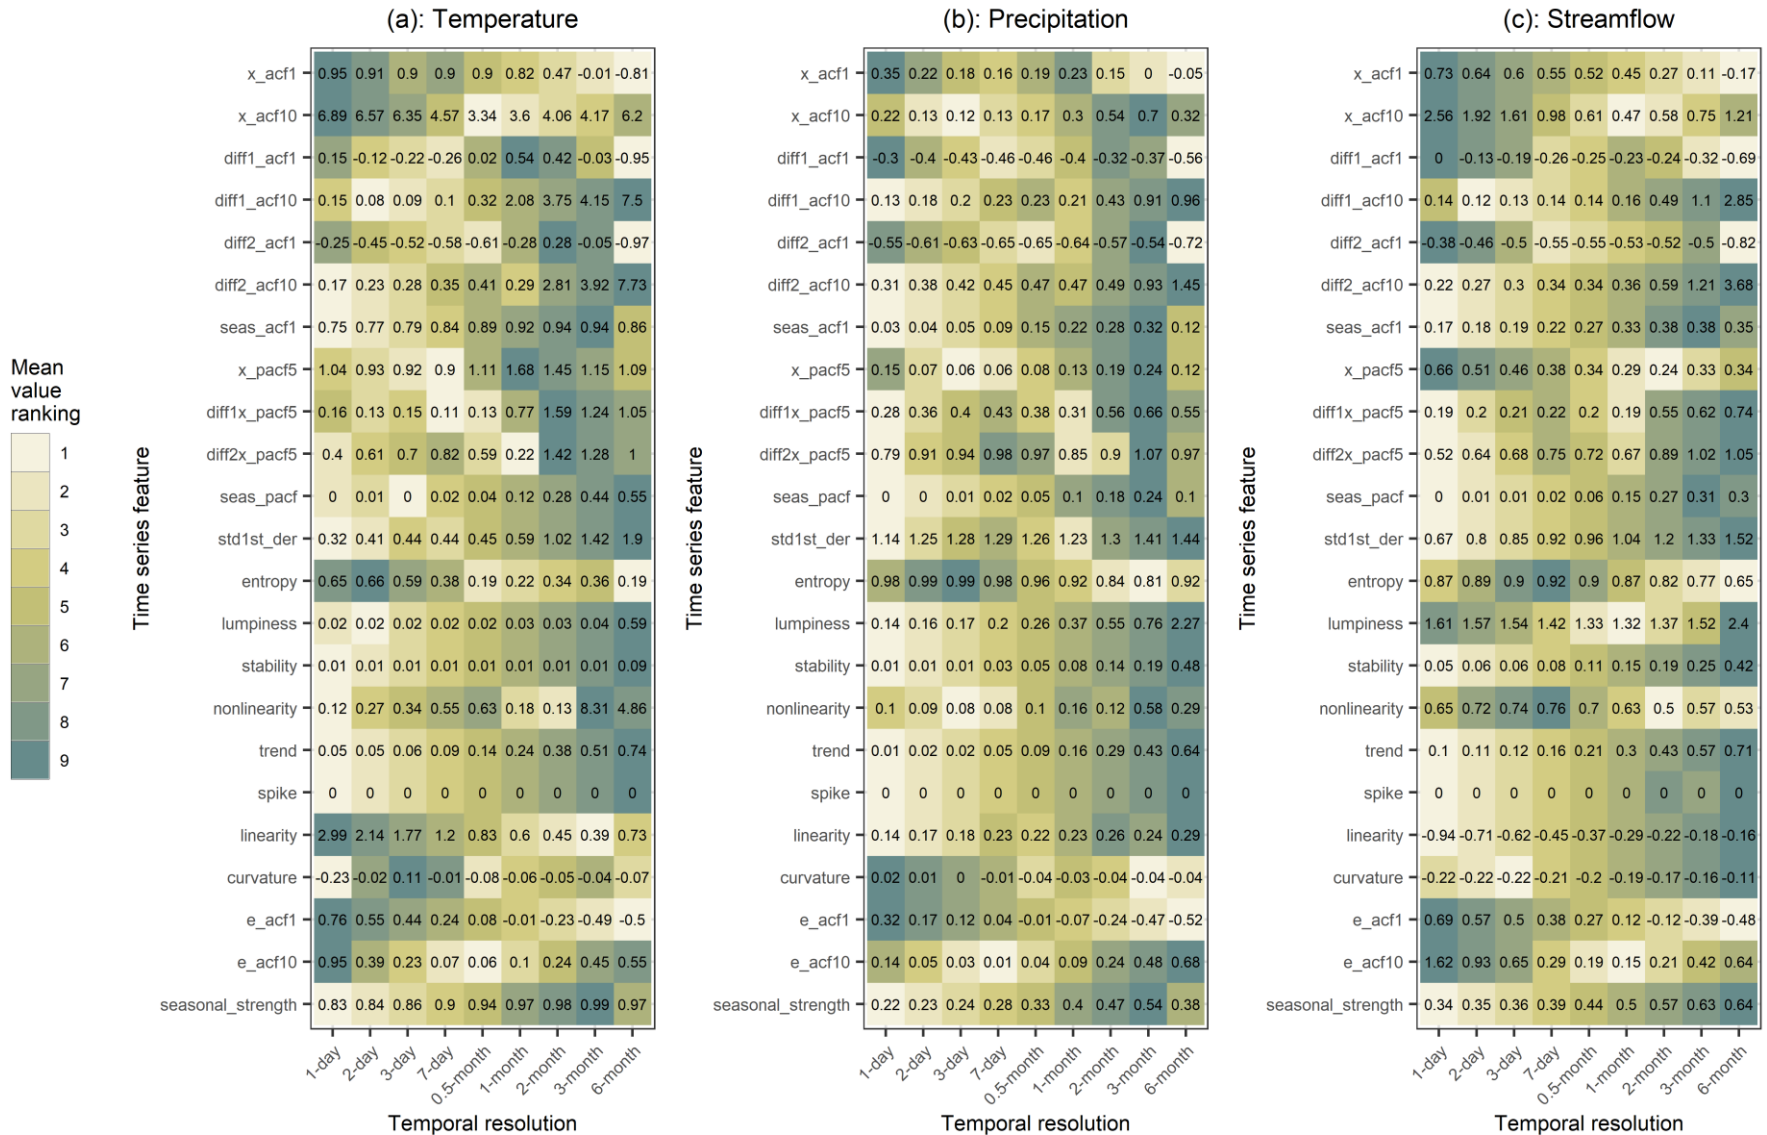 (a): Temperature
(b): Precipitation
(c): Streamflow
Mean
value
ranking
1
2
3
4
5
6
7
8
9
Time series feature
x_acf1 0.95 0.91 0.9 0.9 0.9 0.82 0.47 -0.01 -0.81
x_acf10 6.89 6.57 6.35 4.57 3.34 3.6 4.06 4.17 6.2
diff1_acf1 0.15 -0.12 -0.22 -0.26 0.02 0.54 0.42 -0.03 -0.95
diff1_acf10 0.15 0.08 0.09 0.1 0.32 2.08 3.75 4.15 7.5
diff2_acf1 -0.25 -0.45 -0.52 -0.58 -0.61 -0.28 0.28 -0.05 -0.97
diff2_acf10 0.17 0.23 0.28 0.35 0.41 0.29 2.81 3.92 7.73
seas_acf1 0.75 0.77 0.79 0.84 0.89 0.92 0.94 0.94 0.86
x_pacf5 1.04 0.93 0.92 0.9 1.11 1.68 1.45 1.15 1.09
diff1x_pacf5 0.16 0.13 0.15 0.11 0.13 0.77 1.59 1.24 1.05
diff2x_pacf5 0.4 0.61 0.7 0.82 0.59 0.22 1.42 1.28 1
seas_pacf 0 0.01 0 0.02 0.04 0.12 0.28 0.44 0.55
std1st_der 0.32 0.41 0.44 0.44 0.45 0.59 1.02 1.42 1.9
entropy 0.65 0.66 0.59 0.38 0.19 0.22 0.34 0.36 0.19
lumpiness 0.02 0.02 0.02 0.02 0.02 0.03 0.03 0.04 0.59
stability 0.01 0.01 0.01 0.01 0.01 0.01 0.01 0.01 0.09
nonlinearity 0.12 0.27 0.34 0.55 0.63 0.18 0.13 8.31 4.86
trend 0.05 0.05 0.06 0.09 0.14 0.24 0.38 0.51 0.74
spike 0 0 0 0 0 0 0 0 0
linearity 2.99 2.14 1.77 1.2 0.83 0.6 0.45 0.39 0.73
curvature -0.23 -0.02 0.11 -0.01 -0.08 -0.06 -0.05 -0.04 -0.07
e_acf1 0.76 0.55 0.44 0.24 0.08 -0.01 -0.23 -0.49 -0.5
e_acf10 0.95 0.39 0.23 0.07 0.06 0.1 0.24 0.45 0.55
seasonal_strength 0.83 0.84 0.86 0.9 0.94 0.97 0.98 0.99 0.97
1-day 2-day 3-day 7-day 0.5-month 1-month 2-month 3-month 6-month
Temporal resolution
Time series feature
x_acf1 0.35 0.22 0.18 0.16 0.19 0.23 0.15 0 -0.05
x_acf10 0.22 0.13 0.12 0.13 0.17 0.3 0.54 0.7 0.32
diff1_acf1 -0.3 -0.4 -0.43 -0.46 -0.46 -0.4 -0.32 -0.37 -0.56
diff1_acf10 0.13 0.18 0.2 0.23 0.23 0.21 0.43 0.91 0.96
diff2_acf1 -0.55 -0.61 -0.63 -0.65 -0.65 -0.64 -0.57 -0.54 -0.72
diff2_acf10 0.31 0.38 0.42 0.45 0.47 0.47 0.49 0.93 1.45
seas_acf1 0.03 0.04 0.05 0.09 0.15 0.22 0.28 0.32 0.12
x_pacf5 0.15 0.07 0.06 0.06 0.08 0.13 0.19 0.24 0.12
diff1x_pacf5 0.28 0.36 0.4 0.43 0.38 0.31 0.56 0.66 0.55
diff2x_pacf5 0.79 0.91 0.94 0.98 0.97 0.85 0.9 1.07 0.97
seas_pacf 0 0 0.01 0.02 0.05 0.1 0.18 0.24 0.1
std1st_der 1.14 1.25 1.28 1.29 1.26 1.23 1.3 1.41 1.44
entropy 0.98 0.99 0.99 0.98 0.96 0.92 0.84 0.81 0.92
lumpiness 0.14 0.16 0.17 0.2 0.26 0.37 0.55 0.76 2.27
stability 0.01 0.01 0.01 0.03 0.05 0.08 0.14 0.19 0.48
nonlinearity 0.1 0.09 0.08 0.08 0.1 0.16 0.12 0.58 0.29
trend 0.01 0.02 0.02 0.05 0.09 0.16 0.29 0.43 0.64
spike 0 0 0 0 0 0 0 0 0
linearity 0.14 0.17 0.18 0.23 0.22 0.23 0.26 0.24 0.29
curvature 0.02 0.01 0 -0.01 -0.04 -0.03 -0.04 -0.04 -0.04
e_acf1 0.32 0.17 0.12 0.04 -0.01 -0.07 -0.24 -0.47 -0.52
e_acf10 0.14 0.05 0.03 0.01 0.04 0.09 0.24 0.48 0.68
seasonal_strength 0.22 0.23 0.24 0.28 0.33 0.4 0.47 0.54 0.38
1-day 2-day 3-day 7-day 0.5-month 1-month 2-month 3-month 6-month
Temporal resolution
Time series feature
x_acf1 0.73 0.64 0.6 0.55 0.52 0.45 0.27 0.11 -0.17
x_acf10 2.56 1.92 1.61 0.98 0.61 0.47 0.58 0.75 1.21
diff1_acf1 0 -0.13 -0.19 -0.26 -0.25 -0.23 -0.24 -0.32 -0.69
diff1_acf10 0.14 0.12 0.13 0.14 0.14 0.16 0.49 1.1 2.85
diff2_acf1 -0.38 -0.46 -0.5 -0.55 -0.55 -0.53 -0.52 -0.5 -0.82
diff2_acf10 0.22 0.27 0.3 0.34 0.34 0.36 0.59 1.21 3.68
seas_acf1 0.17 0.18 0.19 0.22 0.27 0.33 0.38 0.38 0.35
x_pacf5 0.66 0.51 0.46 0.38 0.34 0.29 0.24 0.33 0.34
diff1x_pacf5 0.19 0.2 0.21 0.22 0.2 0.19 0.55 0.62 0.74
diff2x_pacf5 0.52 0.64 0.68 0.75 0.72 0.67 0.89 1.02 1.05
seas_pacf 0 0.01 0.01 0.02 0.06 0.15 0.27 0.31 0.3
std1st_der 0.67 0.8 0.85 0.92 0.96 1.04 1.2 1.33 1.52
entropy 0.87 0.89 0.9 0.92 0.9 0.87 0.82 0.77 0.65
lumpiness 1.61 1.57 1.54 1.42 1.33 1.32 1.37 1.52 2.4
stability 0.05 0.06 0.06 0.08 0.11 0.15 0.19 0.25 0.42
nonlinearity 0.65 0.72 0.74 0.76 0.7 0.63 0.5 0.57 0.53
trend 0.1 0.11 0.12 0.16 0.21 0.3 0.43 0.57 0.71
spike 0 0 0 0 0 0 0 0 0
linearity -0.94 -0.71 -0.62 -0.45 -0.37 -0.29 -0.22 -0.18 -0.16
curvature -0.22 -0.22 -0.22 -0.21 -0.2 -0.19 -0.17 -0.16 -0.11
e_acf1 0.69 0.57 0.5 0.38 0.27 0.12 -0.12 -0.39 -0.48
e_acf10 1.62 0.93 0.65 0.29 0.19 0.15 0.21 0.42 0.64
seasonal_strength 0.34 0.35 0.36 0.39 0.44 0.5 0.57 0.63 0.64
1-day 2-day 3-day 7-day 0.5-month 1-month 2-month 3-month 6-month
Temporal resolution